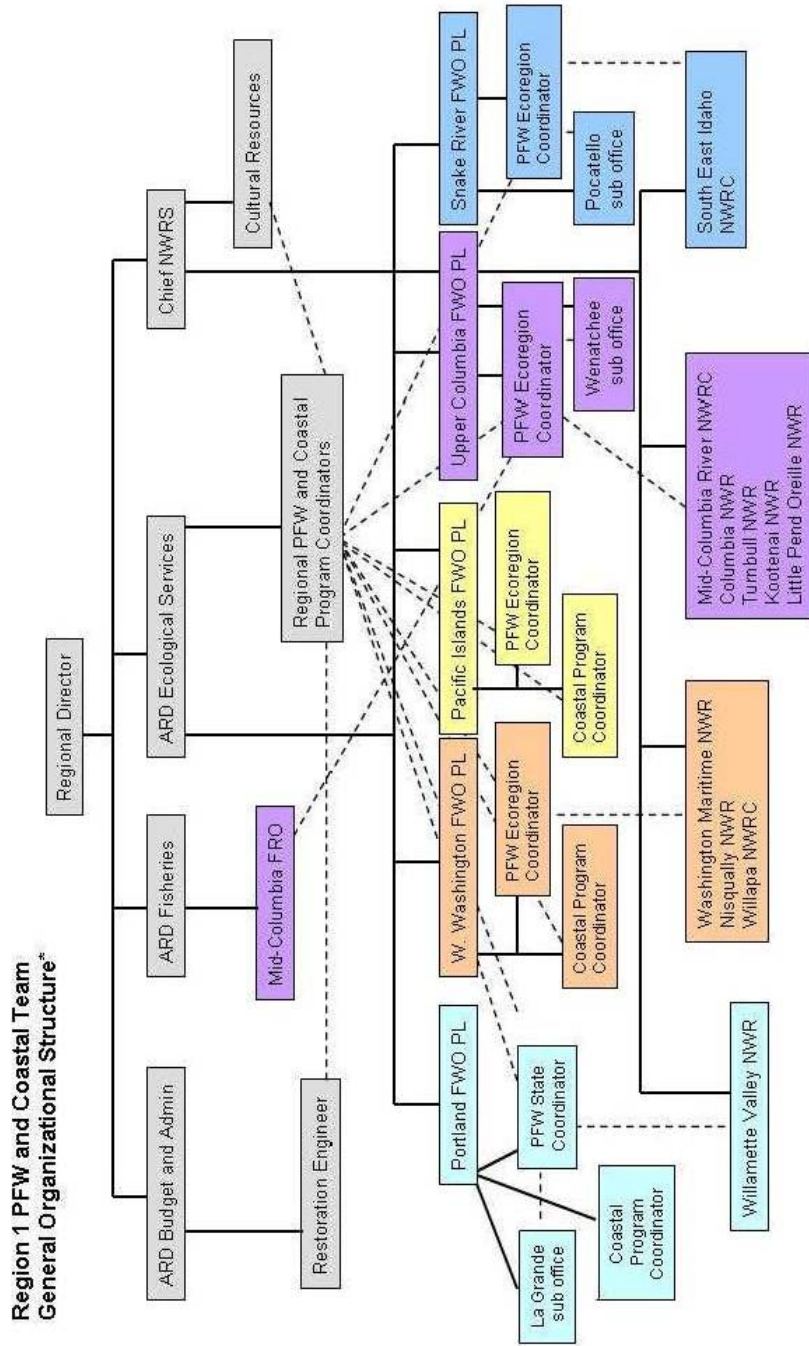 Region 1 PFW and Coastal Team
General Organizational Structure*
Regional Director
ARD Budget and Admin
ARD Fisheries
ARD Ecological Services
Chief NWRS
Restoration Engineer
Mid-Columbia FRO
Regional PFW and Coastal
Program Coordinators
Cultural Resources
Portland FWO PL
W. Washington FWO PL
Pacific Islands FWO PL
Upper Columbia FWO PL
Snake River FWO PL
La Grande
sub office
PFW State
Coordinator
Coastal
Program
Coordinator
PFW Ecoregion
Coordinator
Coastal Program
Coordinator
PFW Ecoregion
Coordinator
Coastal Program
Coordinator
PFW Ecoregion
Coordinator
Wenatchee
sub office
PFW Ecoregion
Coordinator
Pocatello
sub office
Willamette Valley NWR
Washington Maritime NWR
Nisqually NWR
Willapa NWRC
Mid-Columbia River NWRC
Columbia NWR
Turnbull NWR
Kootenai NWR
Little Pend Oreille NWR
South East Idaho
NWRC